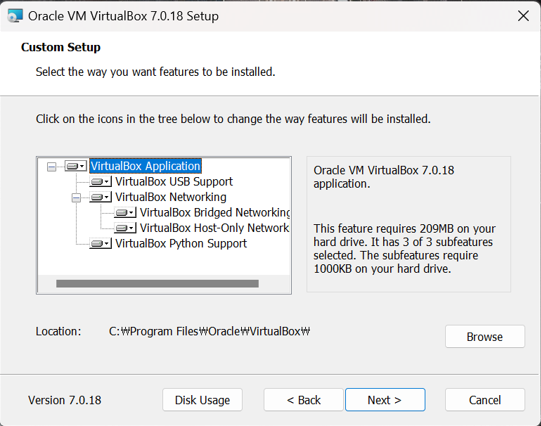 Oracle VM VirtualBox 7.0.18 Setup
Custom Setup
Select the way you want features to be installed.
Click on the icons in the tree below to change the way features will be installed.
VirtualBox Application
VirtualBox USB Support
VirtualBox Networking
VirtualBox Bridged Networking
VirtualBox Host-Only Network
VirtualBox Python Support
Oracle VM VirtualBox 7.0.18
application.
This feature requires 209MB on your
hard drive. It has 3 of 3 subfeatures
selected. The subfeatures require
1000KB on your hard drive.
Location: C:₩Program Files₩Oracle₩VirtualBox₩
Browse
Version 7.0.18
Disk Usage
< Back
Next >
Cancel